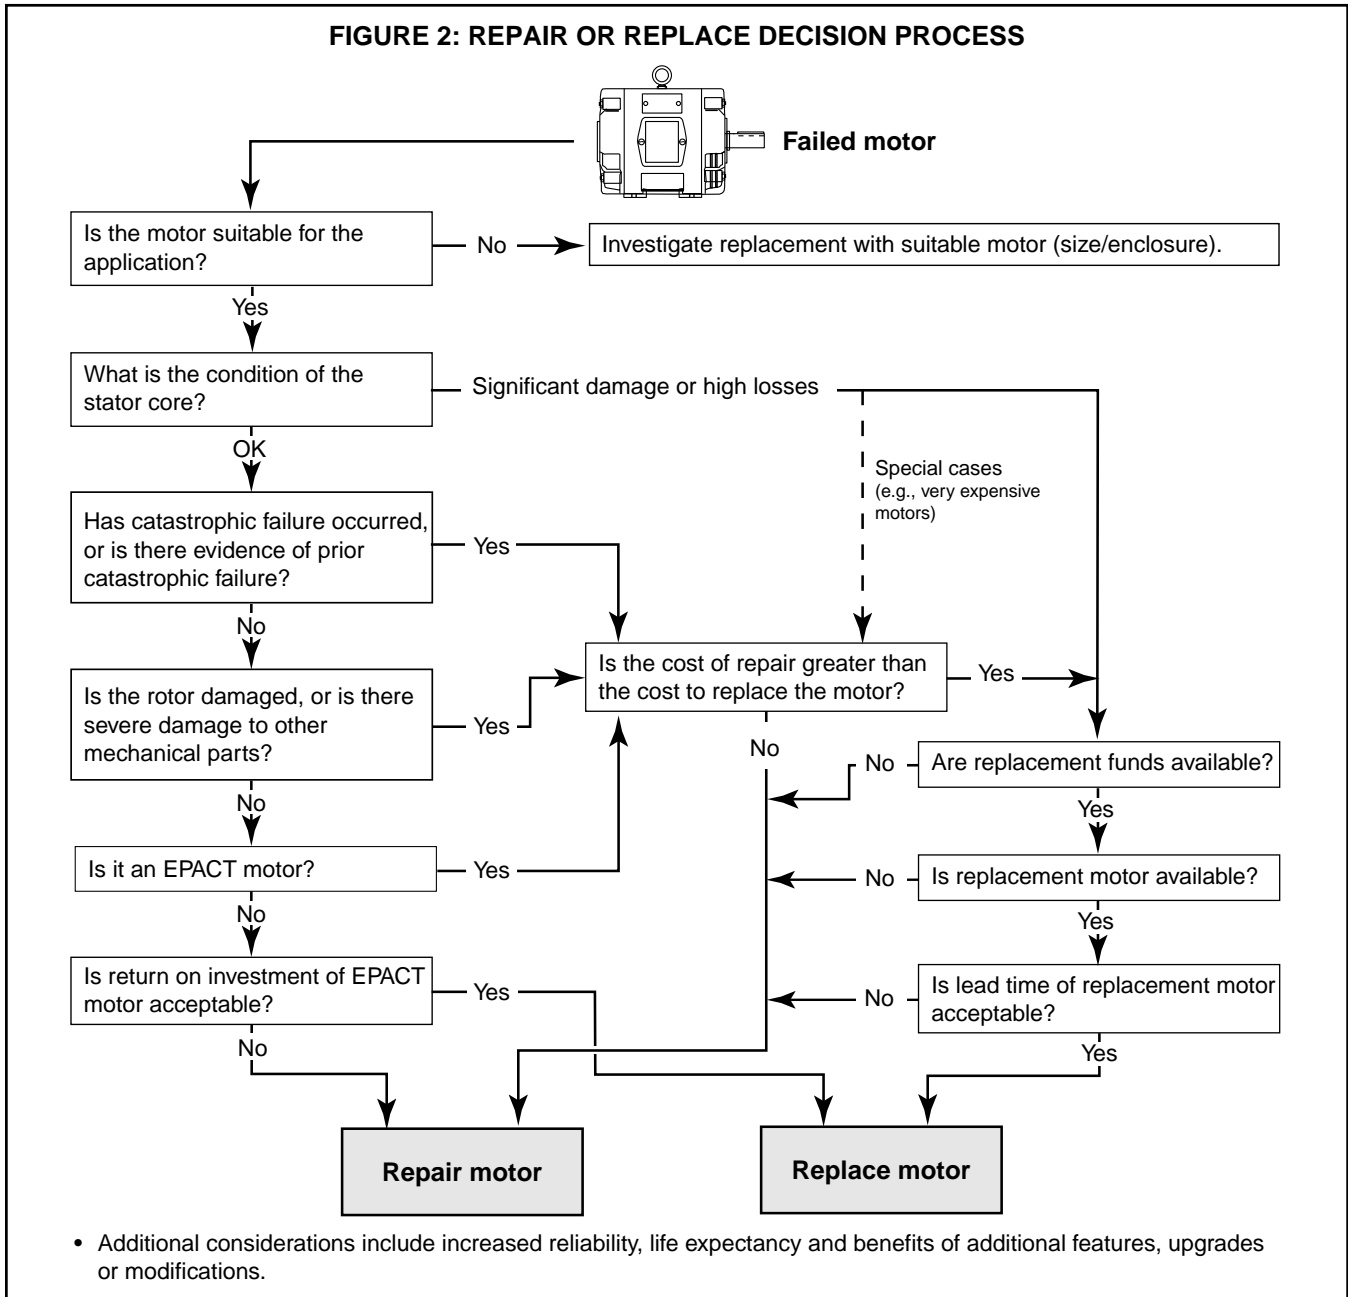 FIGURE 2: REPAIR OR REPLACE DECISION PROCESS
Failed motor
Is the motor suitable for the
application?
No
Investigate replacement with suitable motor (size/enclosure).
Yes
What is the condition of the
stator core?
Significant damage or high losses
OK
Special cases
(e.g., very expensive
motors)
Has catastrophic failure occurred,
or is there evidence of prior
catastrophic failure?
Yes
No
Is the cost of repair greater than
the cost to replace the motor?
Yes
Is the rotor damaged, or is there
severe damage to other
mechanical parts?
Yes
No
No
Are replacement funds available?
No
Yes
Is it an EPACT motor?
Yes
No
Is replacement motor available?
No
Yes
Is return on investment of EPACT
motor acceptable?
Yes
No
Is lead time of replacement motor
acceptable?
No
Yes
Repair motor
Replace motor
• Additional considerations include increased reliability, life expectancy and benefits of additional features, upgrades
or modifications.